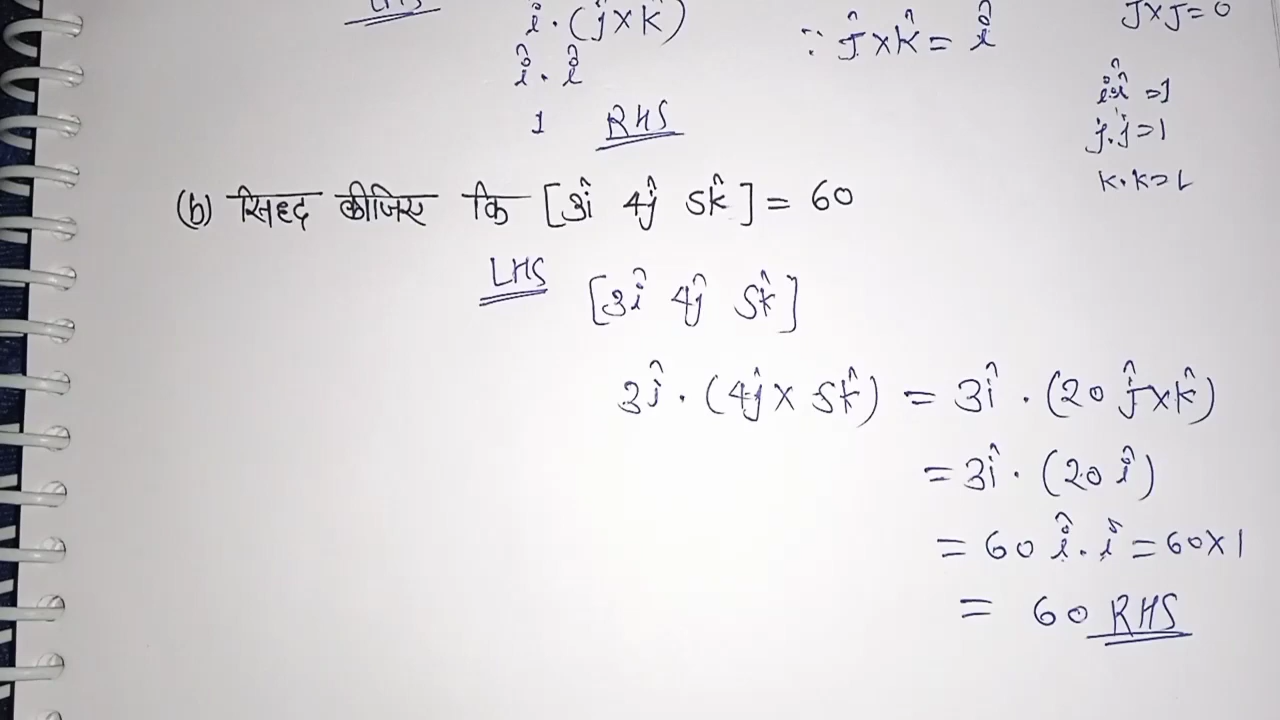 LHS
î · (ĵ × k̂)
∵ ĵ × k̂ = î
î · î
1 RHS
J × J = 0
î·î = 1
j·j = 1
k·k = 1
(b) सिद्द कीजिए कि [3î 4ĵ 5k̂] = 60
LHS [3î 4ĵ 5k̂]
3î · (4ĵ × 5k̂) = 3î · (20 ĵ × k̂)
= 3î · (20 î)
= 60 î · î = 60 × 1
= 60 RHS